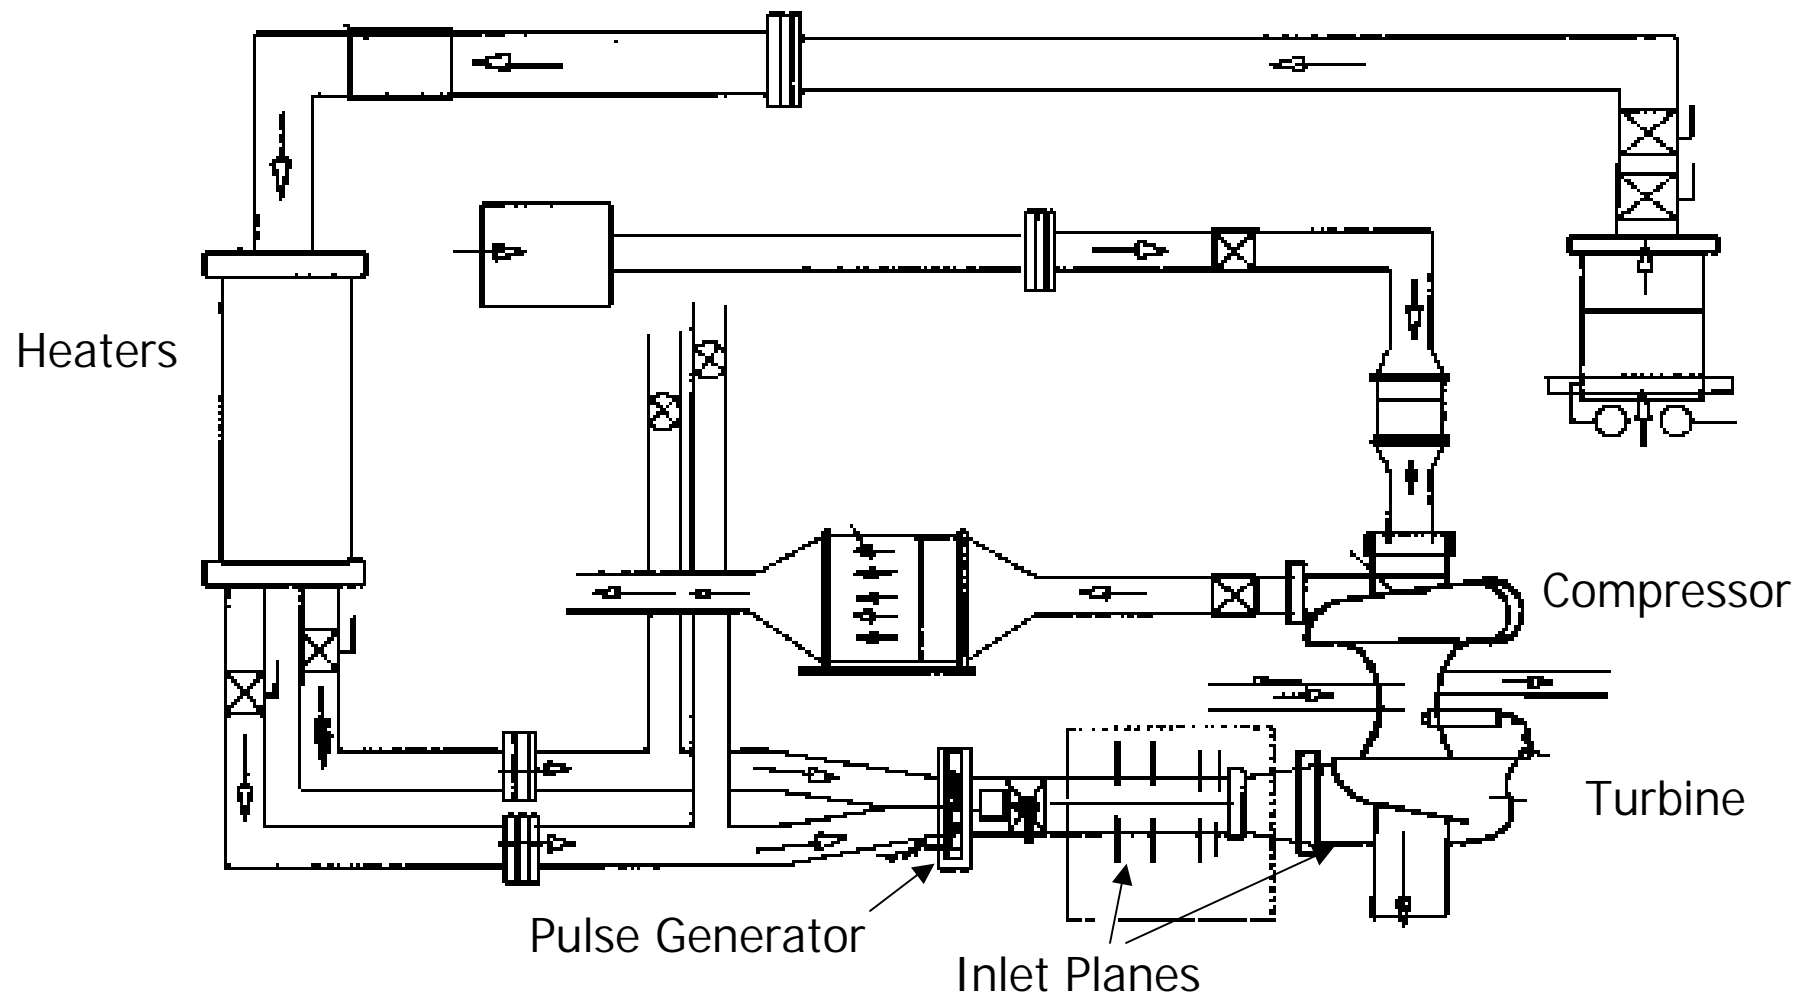 Heaters
Compressor
Turbine
Pulse Generator
Inlet Planes